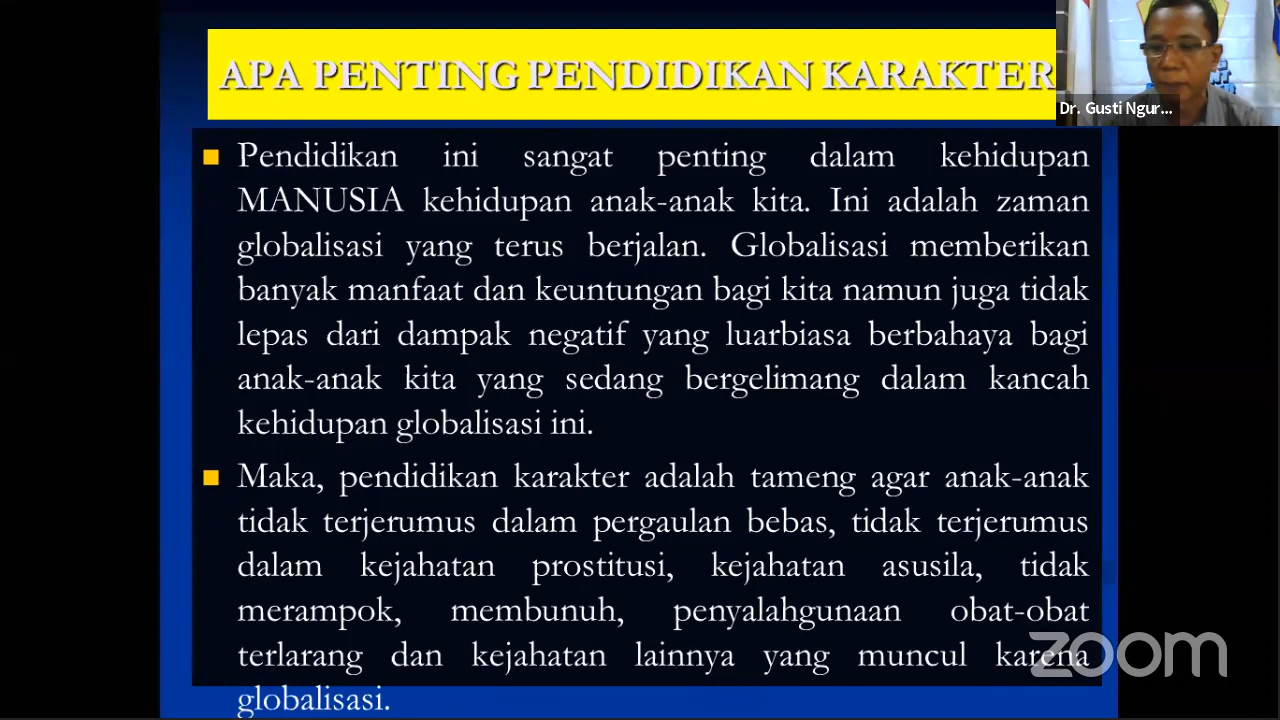 APA PENTING PENDIDIKAN KARAKTER
Dr. Gusti Ngur...
Pendidikan ini sangat penting dalam kehidupan
MANUSIA kehidupan anak-anak kita. Ini adalah zaman
globalisasi yang terus berjalan. Globalisasi memberikan
banyak manfaat dan keuntungan bagi kita namun juga tidak
lepas dari dampak negatif yang luarbiasa berbahaya bagi
anak-anak kita yang sedang bergelimang dalam kancah
kehidupan globalisasi ini.
Maka, pendidikan karakter adalah tameng agar anak-anak
tidak terjerumus dalam pergaulan bebas, tidak terjerumus
dalam kejahatan prostitusi, kejahatan asusila, tidak
merampok, membunuh, penyalahgunaan obat-obat
terlarang dan kejahatan lainnya yang muncul karena
globalisasi.
zoom